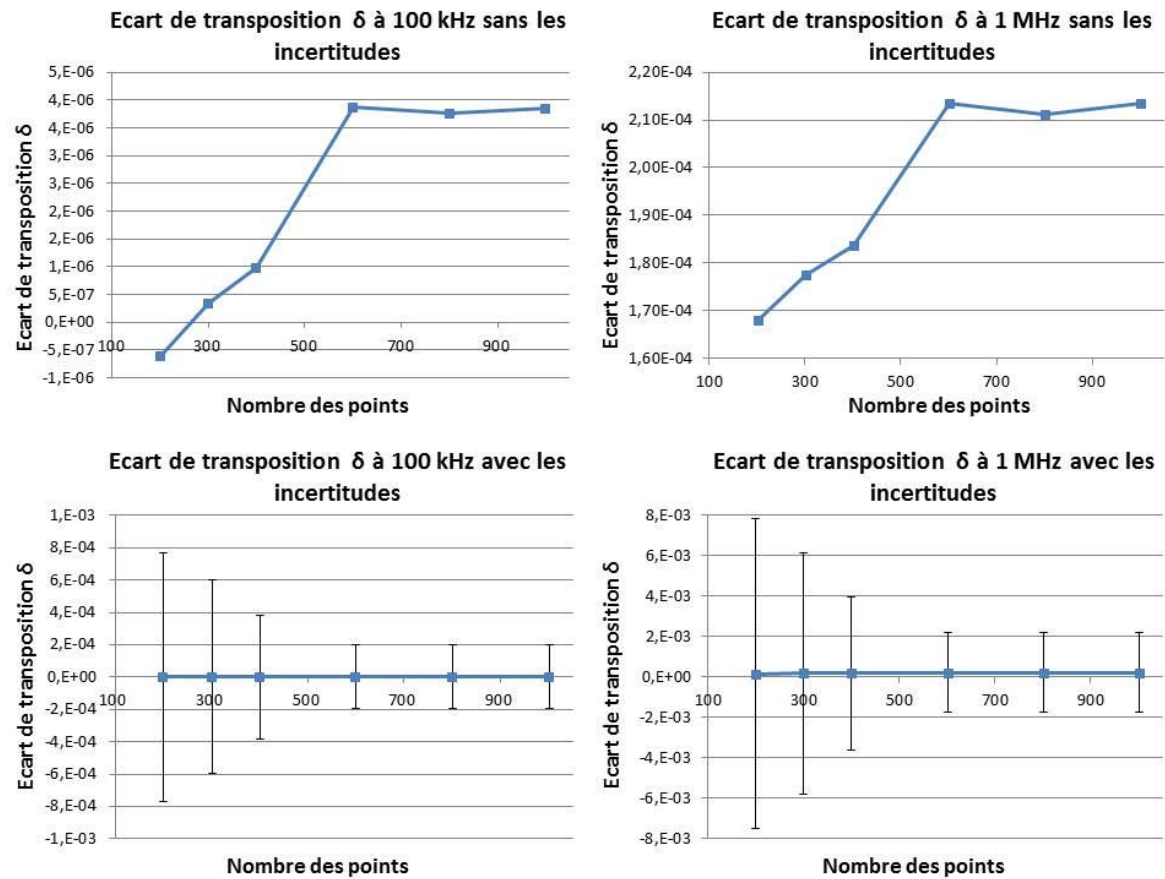 Ecart de transposition δ à 100 kHz sans les
incertitudes
Ecart de transposition δ
5,E-06
4,E-06
4,E-06
3,E-06
3,E-06
2,E-06
2,E-06
1,E-06
1,E-06
5,E-07
0,E+00
-5,E-07
-1,E-06
100 300 500 700 900
Nombre des points
Ecart de transposition δ à 1 MHz sans les
incertitudes
Ecart de transposition δ
2,20E-04
2,10E-04
2,00E-04
1,90E-04
1,80E-04
1,70E-04
1,60E-04
100 300 500 700 900
Nombre des points
Ecart de transposition δ à 100 kHz avec les
incertitudes
Ecart de transposition δ
1,E-03
8,E-04
6,E-04
4,E-04
2,E-04
0,E+00
-2,E-04
-4,E-04
-6,E-04
-8,E-04
-1,E-03
100 300 500 700 900
Nombre des points
Ecart de transposition δ à 1 MHz avec les
incertitudes
Ecart de transposition δ
8,E-03
6,E-03
4,E-03
2,E-03
0,E+00
-2,E-03
-4,E-03
-6,E-03
-8,E-03
100 300 500 700 900
Nombre des points